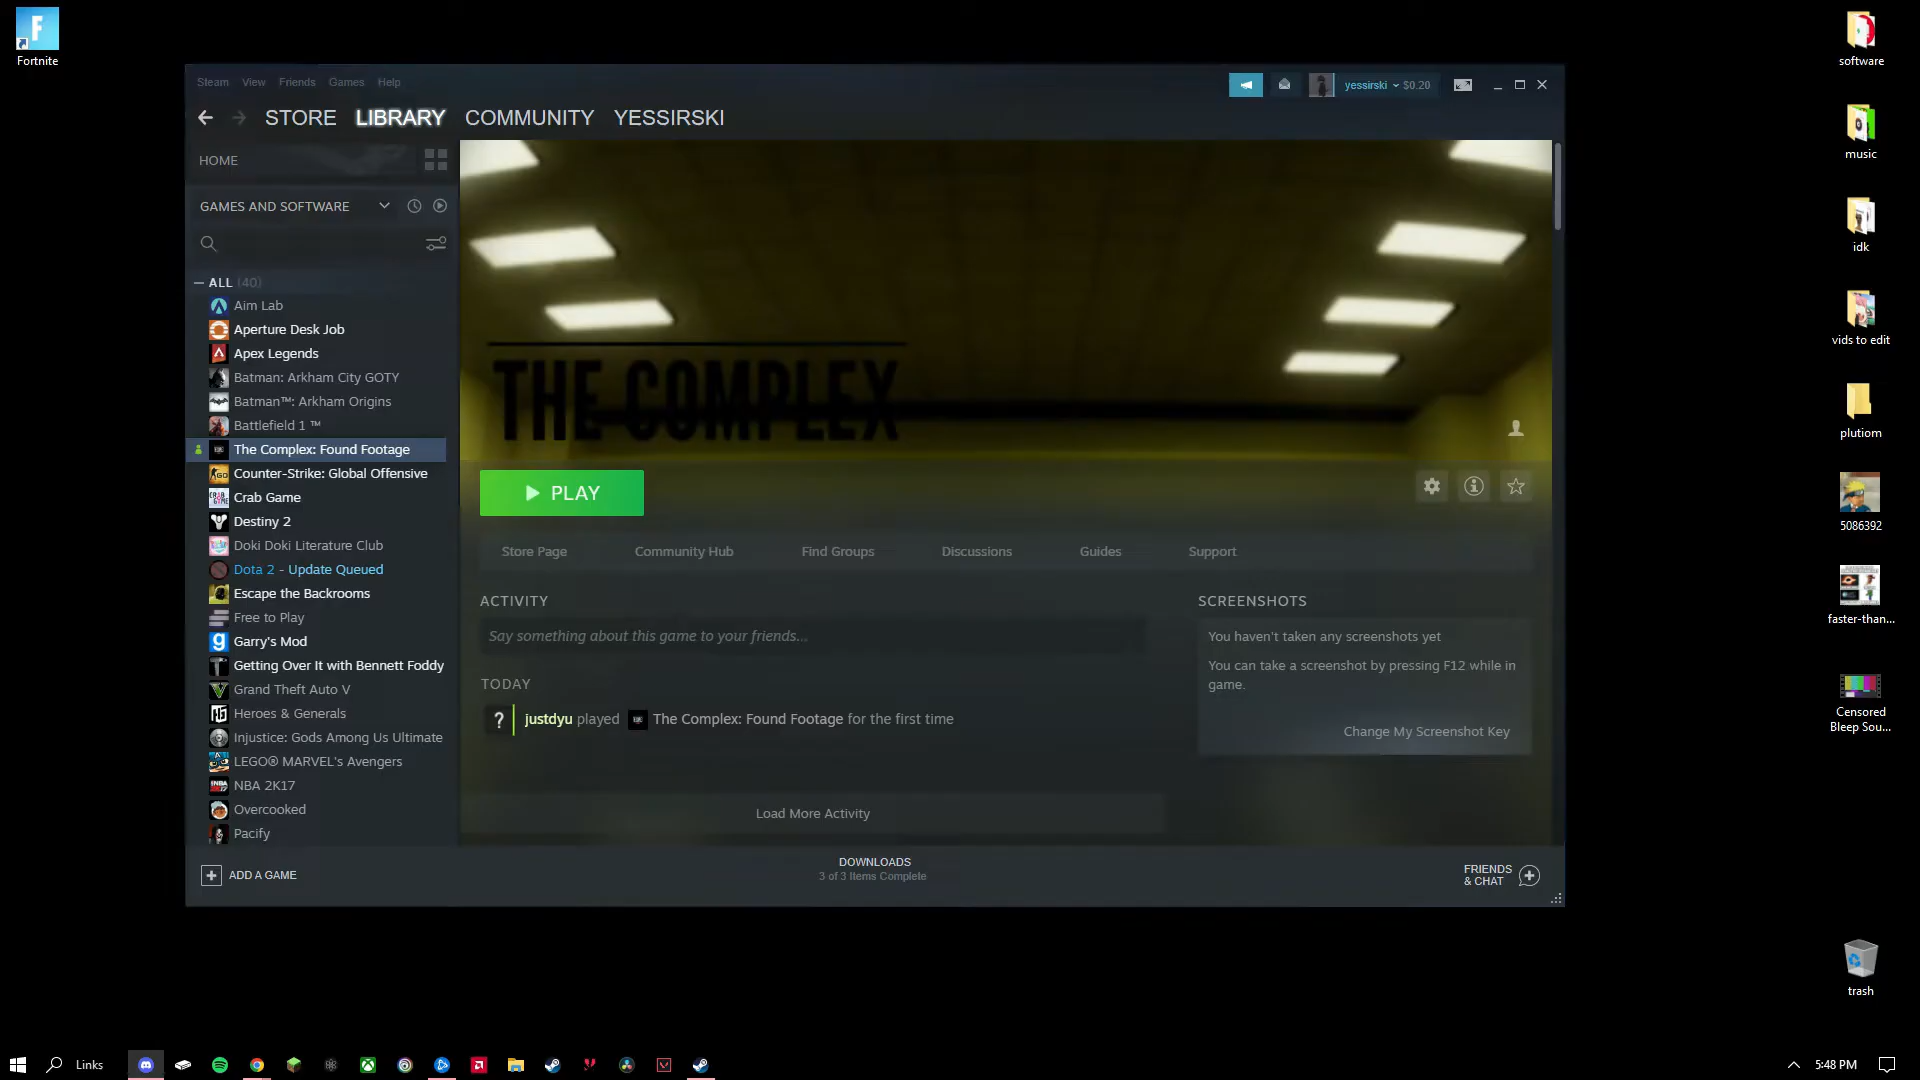 Fortnite
Steam View Friends Games Help
yessirski $0.20
STORE LIBRARY COMMUNITY YESSIRSKI
HOME
GAMES AND SOFTWARE
ALL (40)
Aim Lab
Aperture Desk Job
Apex Legends
Batman: Arkham City GOTY
Batman™: Arkham Origins
Battlefield 1 ™
The Complex: Found Footage
Counter-Strike: Global Offensive
Crab Game
Destiny 2
Doki Doki Literature Club
Dota 2 - Update Queued
Escape the Backrooms
Free to Play
Garry's Mod
Getting Over It with Bennett Foddy
Grand Theft Auto V
Heroes & Generals
Injustice: Gods Among Us Ultimate
LEGO® MARVEL's Avengers
NBA 2K17
Overcooked
Pacify
ADD A GAME
THE COMPLEX
PLAY
Store Page Community Hub Find Groups Discussions Guides Support
ACTIVITY
Say something about this game to your friends...
TODAY
justdyu played The Complex: Found Footage for the first time
Load More Activity
SCREENSHOTS
You haven't taken any screenshots yet
You can take a screenshot by pressing F12 while in
game.
Change My Screenshot Key
DOWNLOADS
3 of 3 Items Complete
FRIENDS
& CHAT
software
music
idk
vids to edit
plutiom
5086392
faster-than...
Censored
Bleep Sou...
trash
Links
5:48 PM